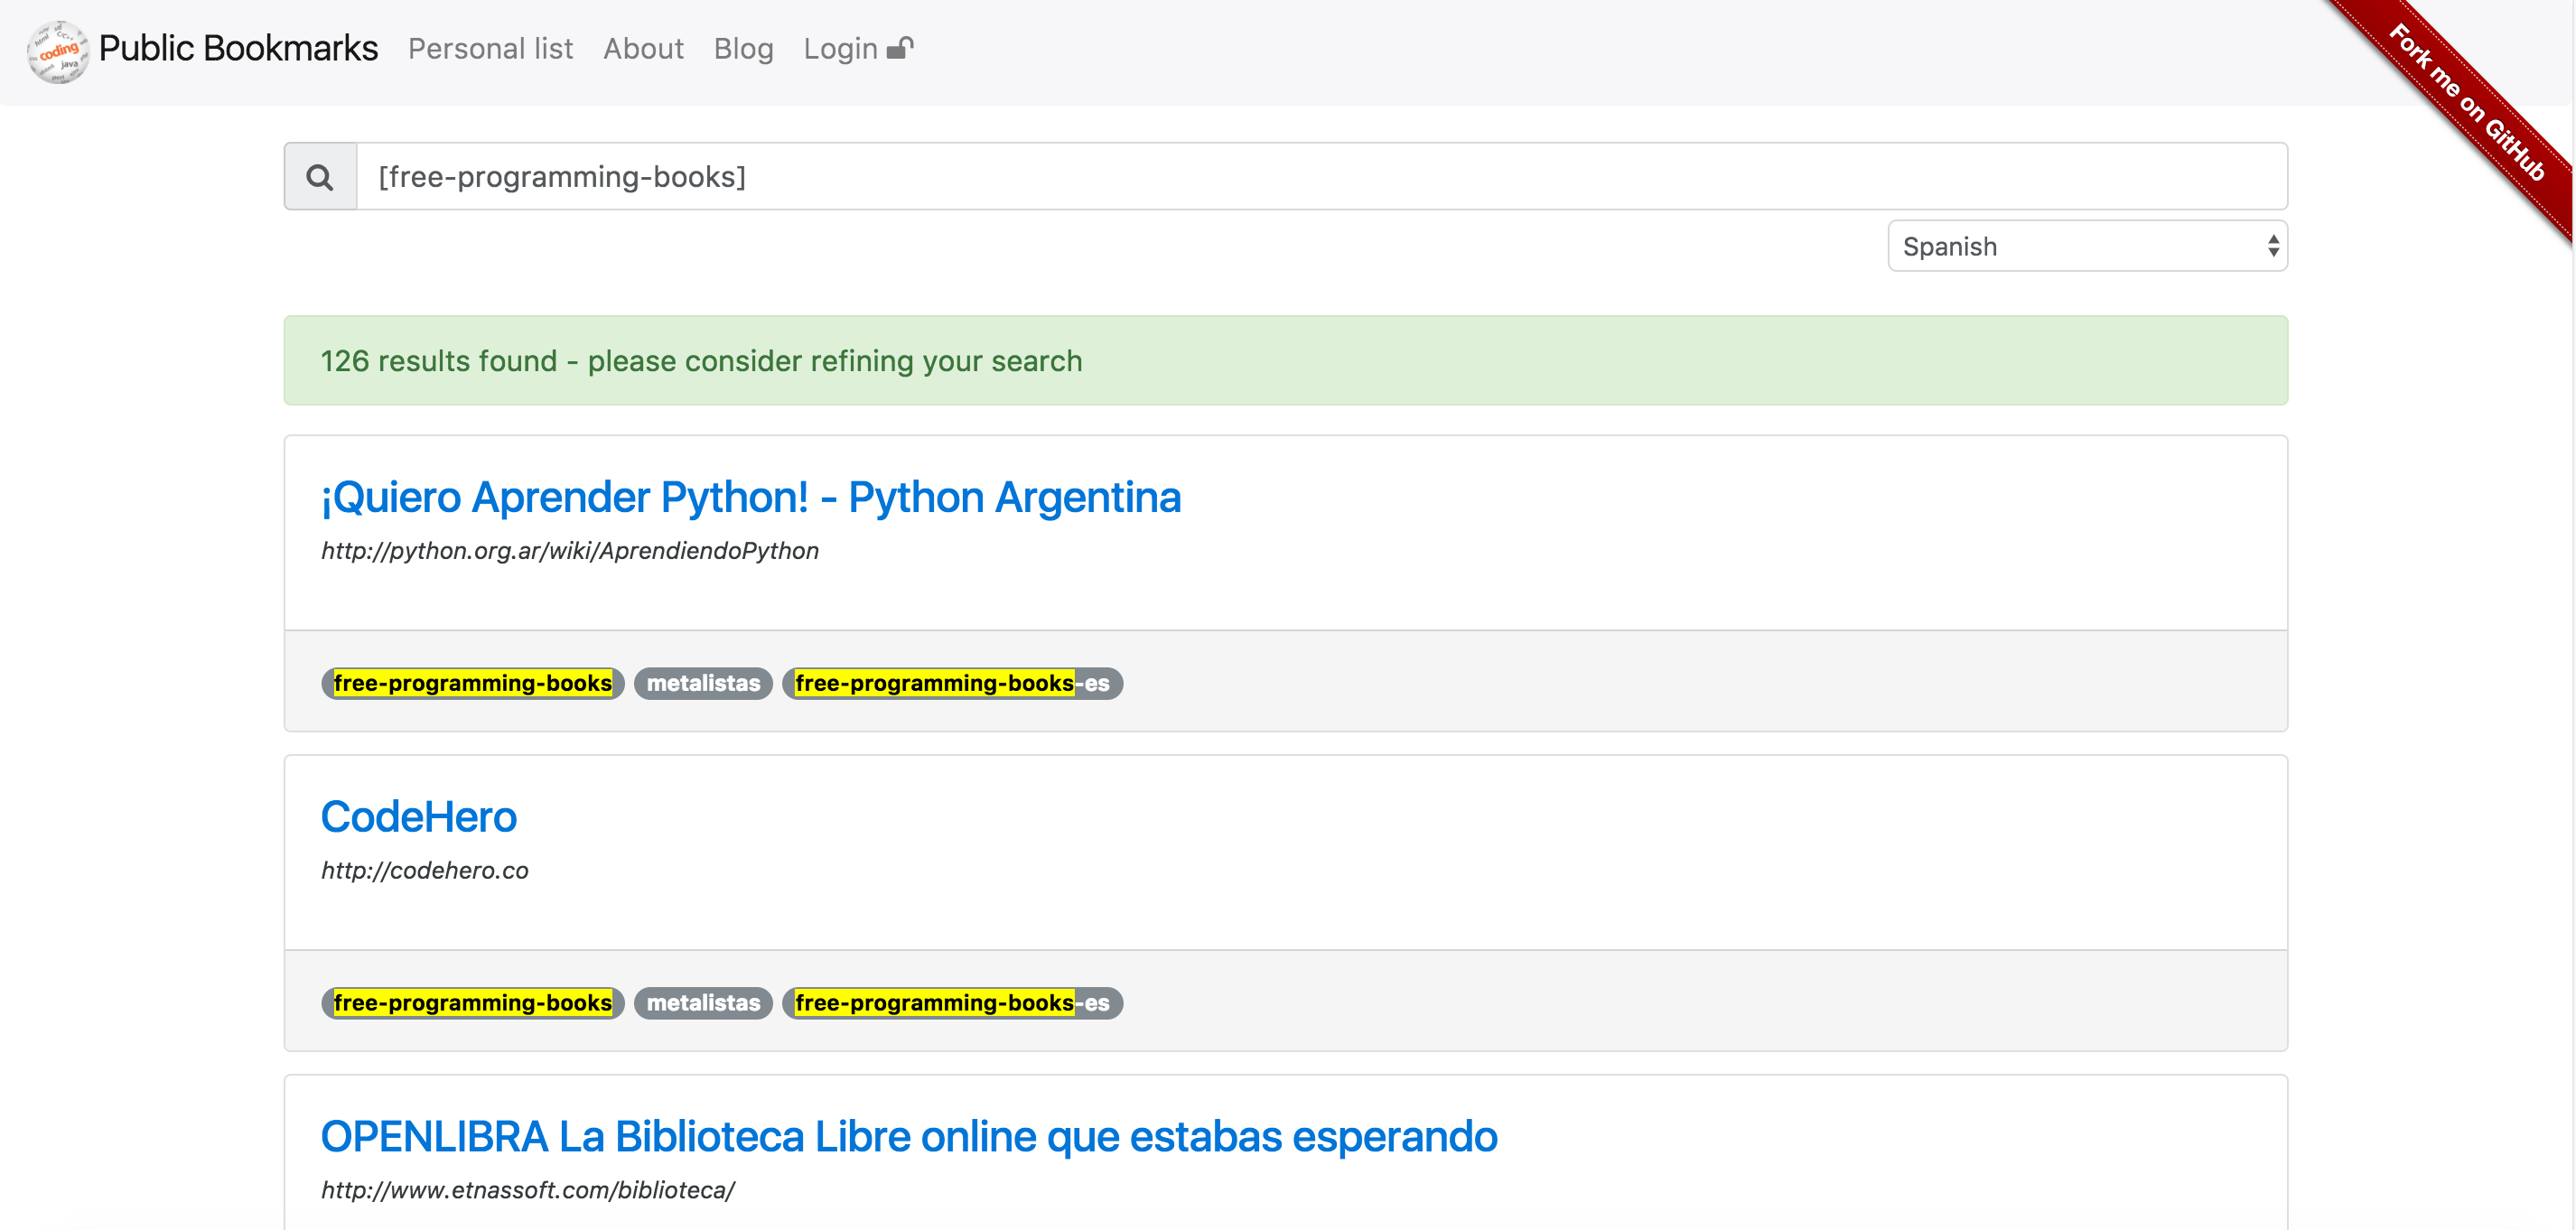 coding
java
html
Public Bookmarks
Personal list
About
Blog
Login
Fork me on GitHub
[free-programming-books]
Spanish
126 results found - please consider refining your search
¡Quiero Aprender Python! - Python Argentina
http://python.org.ar/wiki/AprendiendoPython
free-programming-books metalistas free-programming-books-es
CodeHero
http://codehero.co
free-programming-books metalistas free-programming-books-es
OPENLIBRA La Biblioteca Libre online que estabas esperando
http://www.etnassoft.com/biblioteca/